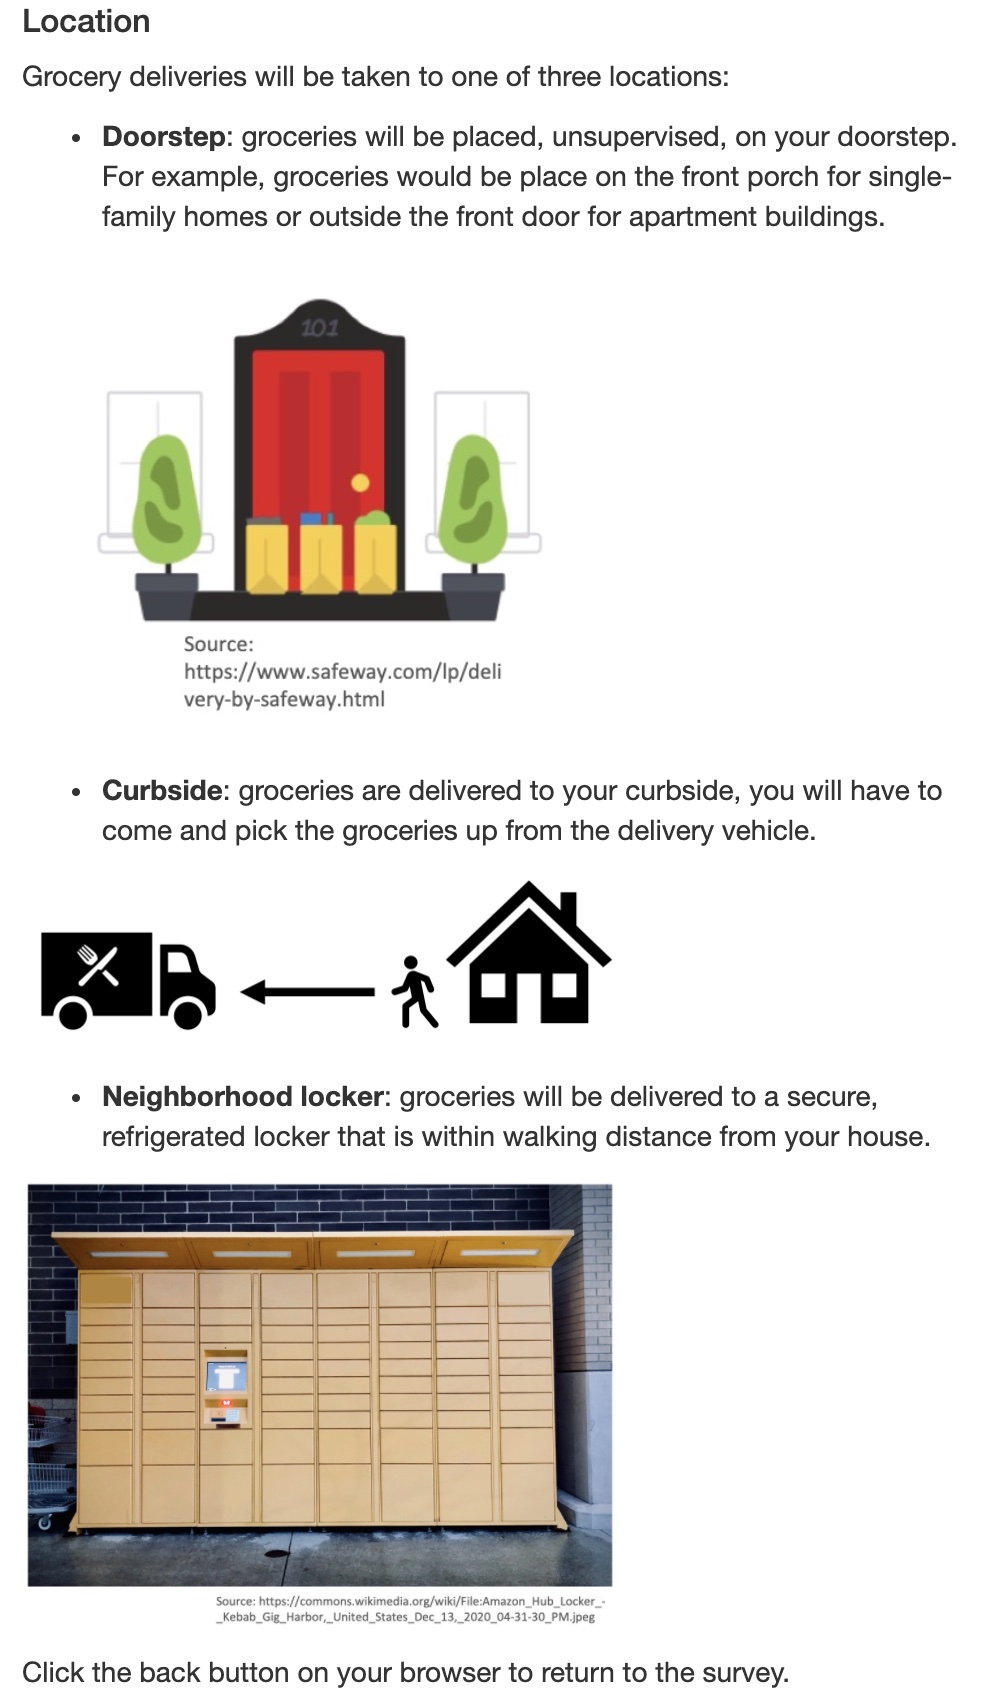 Location
Grocery deliveries will be taken to one of three locations:
• Doorstep: groceries will be placed, unsupervised, on your doorstep.
For example, groceries would be place on the front porch for single-
family homes or outside the front door for apartment buildings.
101
Source:
https://www.safeway.com/lp/deli
very-by-safeway.html
• Curbside: groceries are delivered to your curbside, you will have to
come and pick the groceries up from the delivery vehicle.
• Neighborhood locker: groceries will be delivered to a secure,
refrigerated locker that is within walking distance from your house.
Source: https://commons.wikimedia.org/wiki/File:Amazon_Hub_Locker_-
_Kebab_Gig_Harbor,_United_States_Dec_13,_2020_04-31-30_PM.jpeg
Click the back button on your browser to return to the survey.